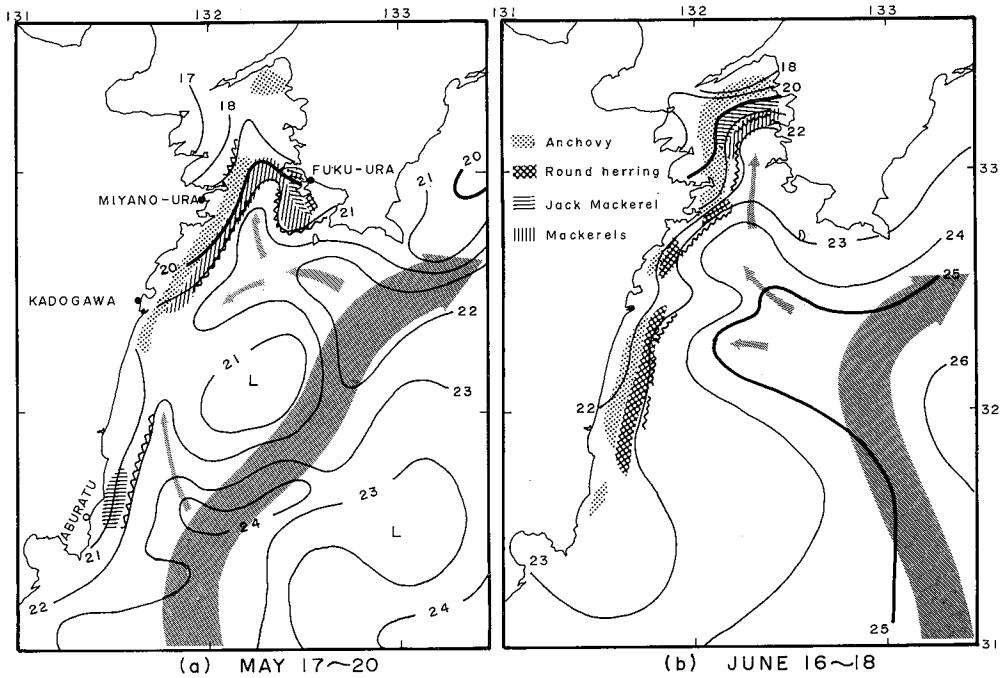 131 132 133
17
18
20
21
FUKU-URA
MIYANO-URA
21
20
KADOGAWA
22
21
L
23
23
24
L
ABURATU
21
22
24
(a) MAY 17~20
131 132 133
18
20
22
Anchovy
Round herring
Jack Mackerel
Mackerels
33
23
24
25
26
22
32
23
25
31
(b) JUNE 16~18